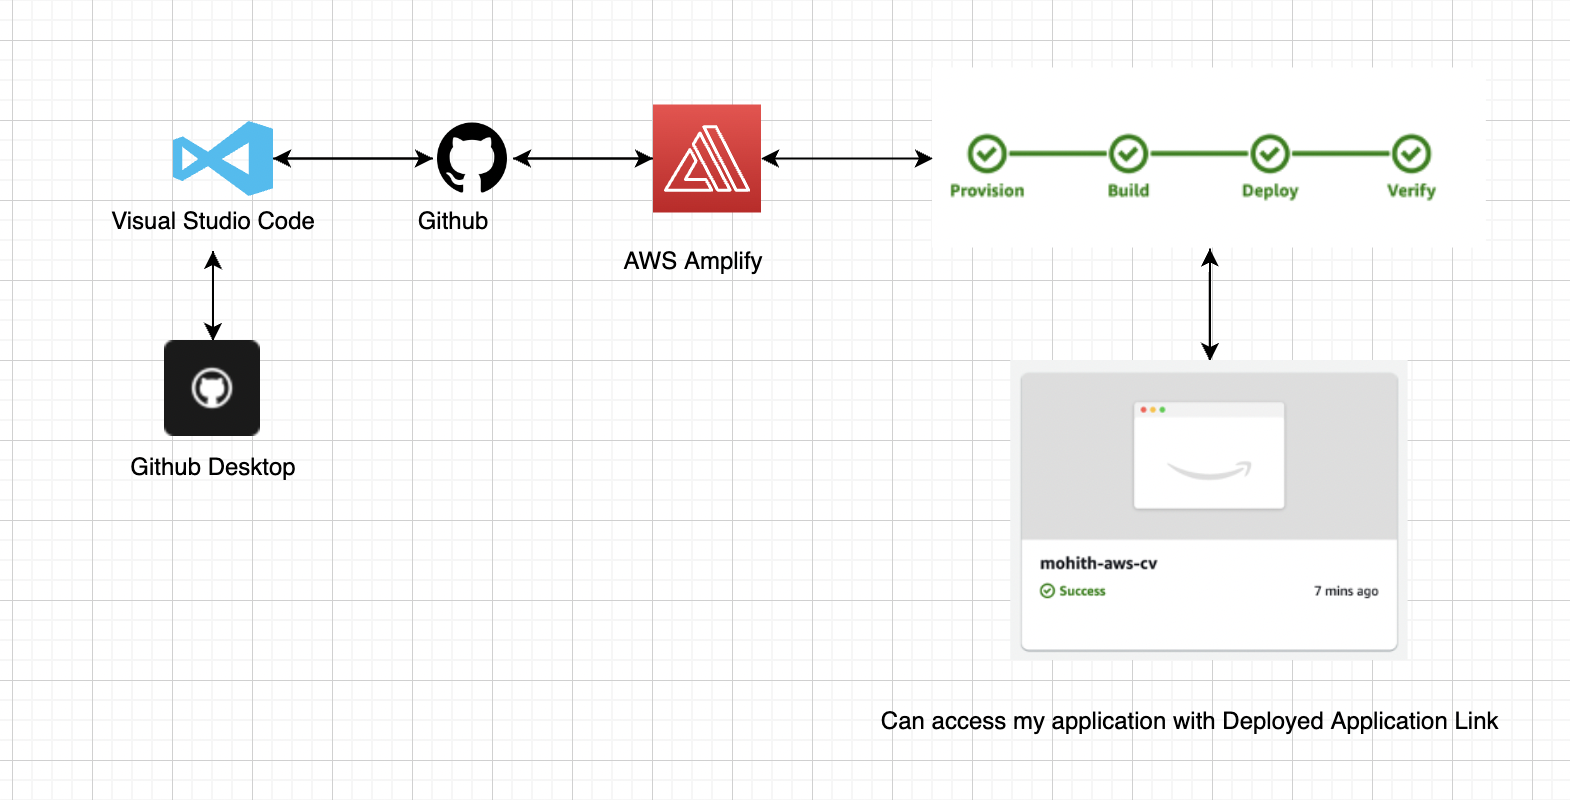 Visual Studio Code
Github
AWS Amplify
Provision
Build
Deploy
Verify
Github Desktop
mohith-aws-cv
Success
7 mins ago
Can access my application with Deployed Application Link